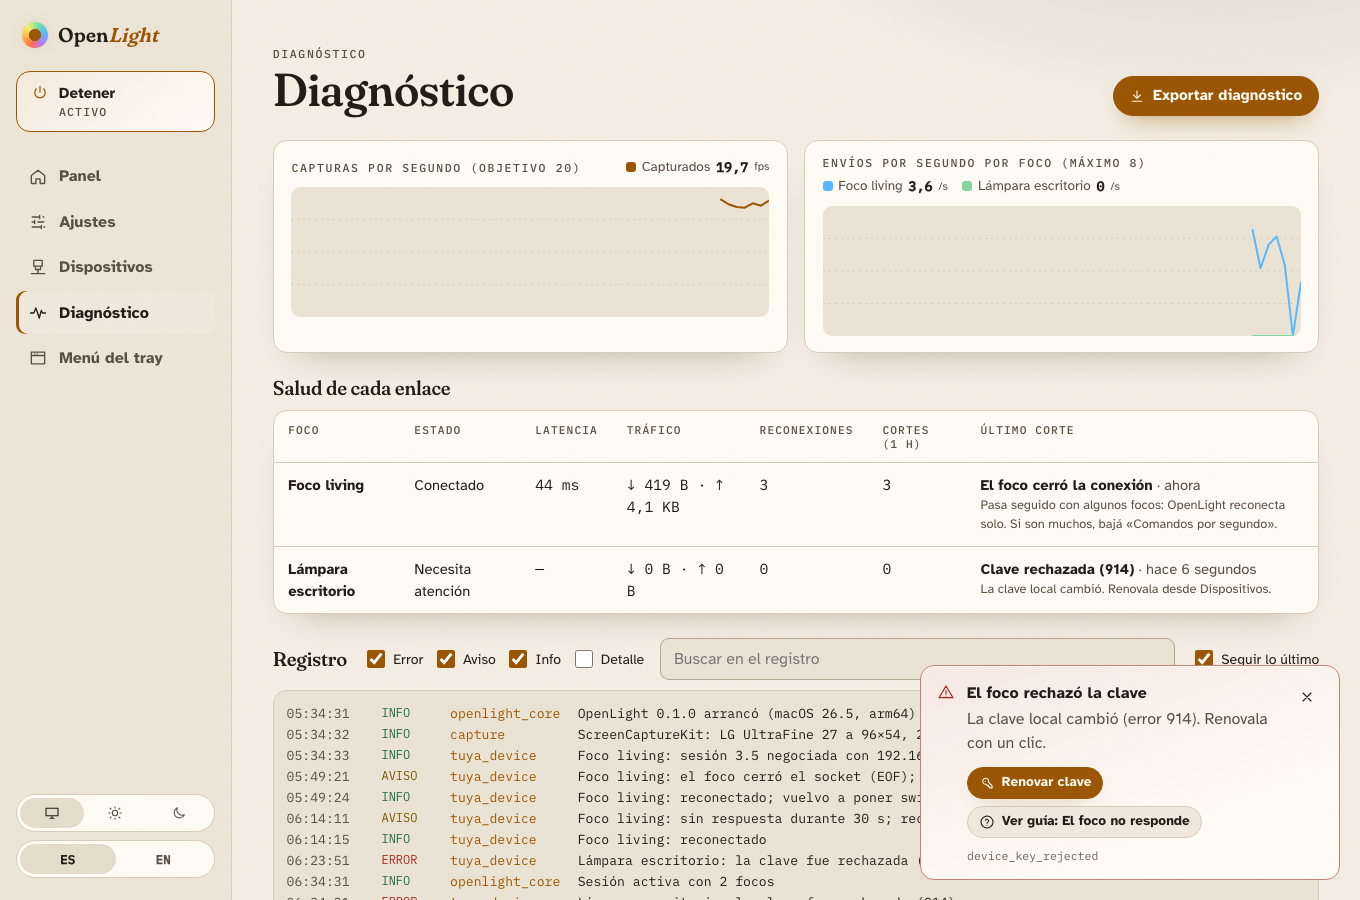 OpenLight
Detener
ACTIVO
Panel
Ajustes
Dispositivos
Diagnóstico
Menú del tray
ES
EN
DIAGNÓSTICO
Diagnóstico
Exportar diagnóstico
CAPTURAS POR SEGUNDO (OBJETIVO 20)
Capturados 19,7 fps
ENVÍOS POR SEGUNDO POR FOCO (MÁXIMO 8)
Foco living 3,6 /s Lámpara escritorio 0 /s
Salud de cada enlace
FOCO ESTADO LATENCIA TRÁFICO RECONEXIONES CORTES (1 H) ÚLTIMO CORTE
Foco living Conectado 44 ms ↓ 419 B · ↑ 4,1 KB 3 3 El foco cerró la conexión · ahora
Pasa seguido con algunos focos: OpenLight reconecta
solo. Si son muchos, bajá «Comandos por segundo».
Lámpara escritorio Necesita atención — ↓ 0 B · ↑ 0 B 0 0 Clave rechazada (914) · hace 6 segundos
La clave local cambió. Renovala desde Dispositivos.
Registro Error Aviso Info Detalle Buscar en el registro Seguir lo último
05:34:31 INFO openlight_core OpenLight 0.1.0 arrancó (macOS 26.5, arm64)
05:34:32 INFO capture ScreenCaptureKit: LG UltraFine 27 a 96×54, 2
05:34:33 INFO tuya_device Foco living: sesión 3.5 negociada con 192.16
05:49:21 AVISO tuya_device Foco living: el foco cerró el socket (EOF);
05:49:24 INFO tuya_device Foco living: reconectado; vuelvo a poner
06:14:11 AVISO tuya_device Foco living: sin respuesta durante 30 s;
06:14:15 INFO tuya_device Foco living: reconectado
06:23:51 ERROR tuya_device Lámpara escritorio: la clave fue rechazada
06:24:31 INFO openlight_core Sesión activa con 2 focos
El foco rechazó la clave
La clave local cambió (error 914). Renovala
con un clic.
Renovar clave
Ver guía: El foco no responde
device_key_rejected